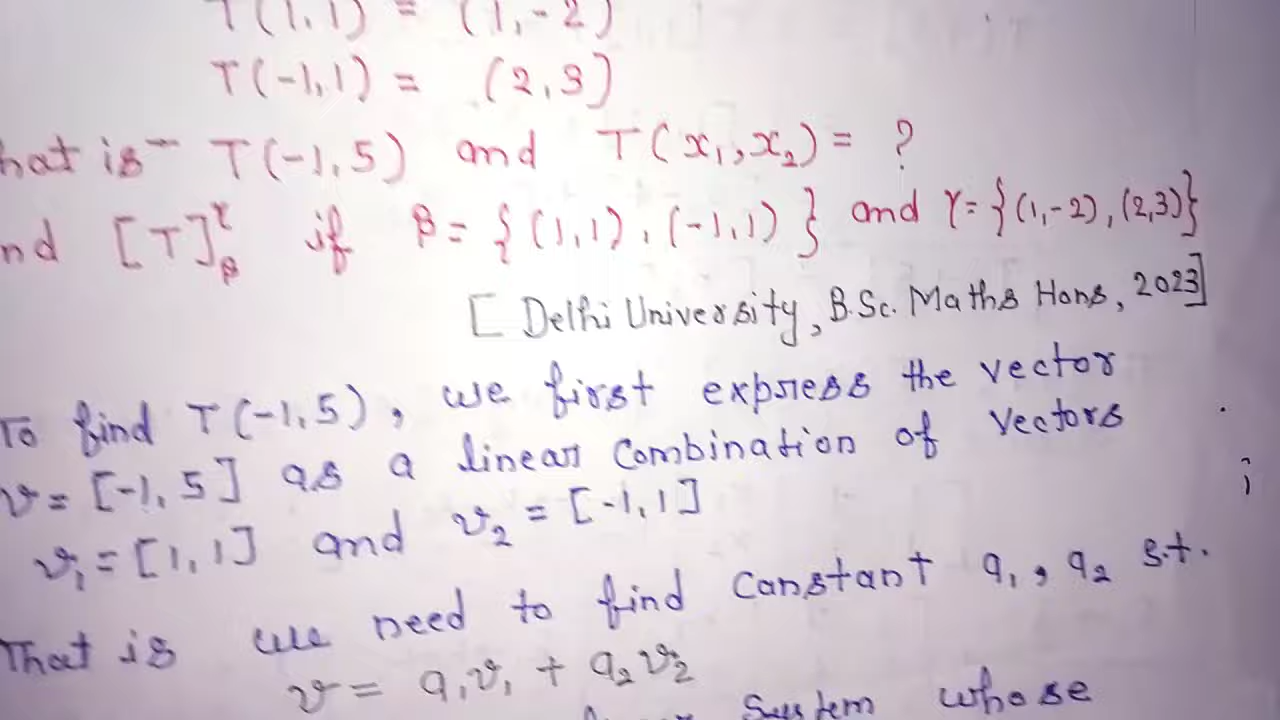 T(1,1) = (1,-2)
T(-1,1) = (2,3]
hat is T(-1,5) and T(x₁,x₂) = ?
nd [T]ᵧᵦ if β = {(1,1), (-1,1)} and γ = {(1,-2), (2,3)}
[Delhi University, B.Sc. Maths Hons, 2023]
To find T(-1,5), we first express the vector
v = [-1,5] as a linear combination of vectors
v₁ = [1,1] and v₂ = [-1,1]
That is we need to find constant a₁, a₂ s.t.
v = a₁v₁ + a₂v₂
System whose